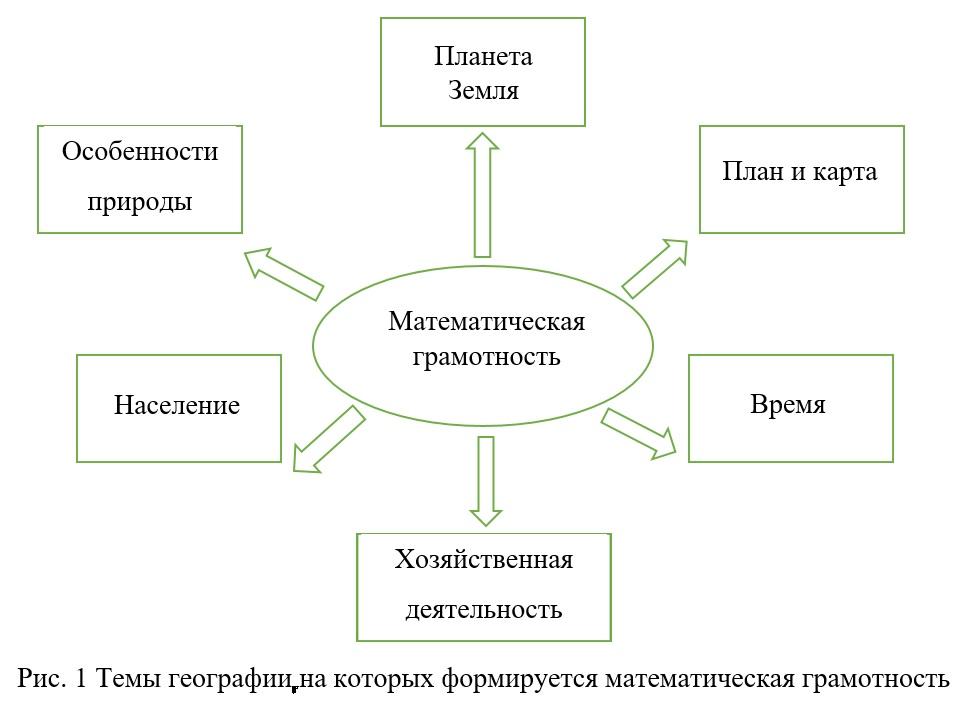 Планета
Земля
Особенности
природы
План и карта
Математическая
грамотность
Население
Время
Хозяйственная
деятельность
Рис. 1 Темы географии,на которых формируется математическая грамотность